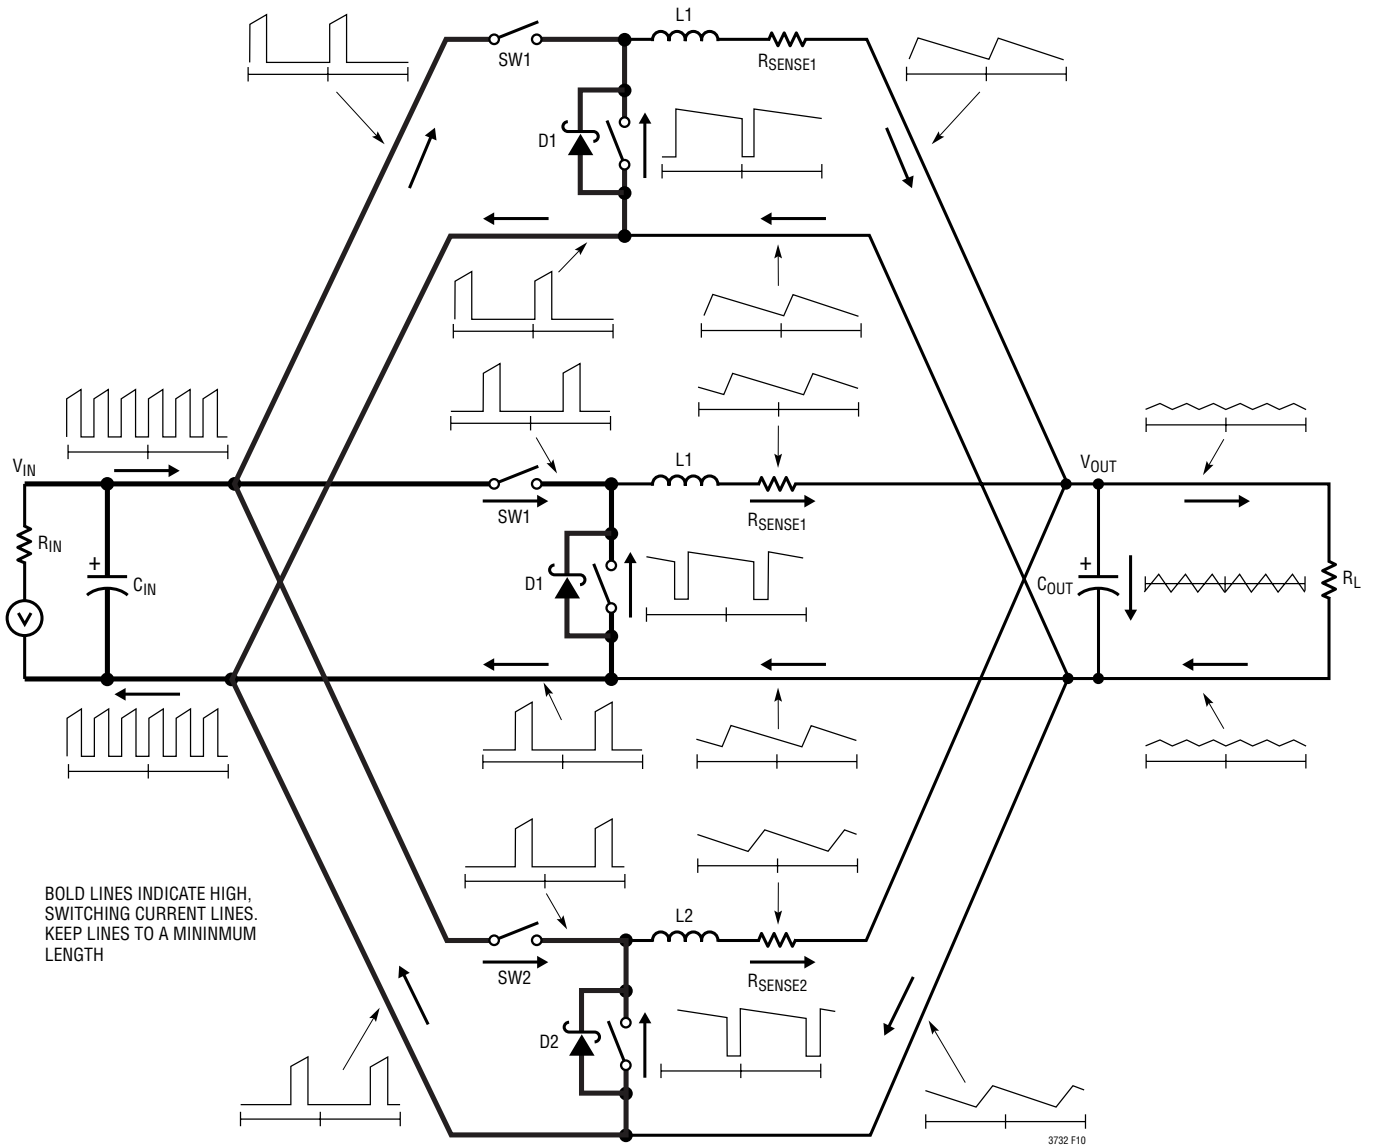 L1
SW1
RSENSE1
D1
VIN
L1
VOUT
SW1
RSENSE1
RIN
+
CIN
D1
+
COUT
RL
V
BOLD LINES INDICATE HIGH,
SWITCHING CURRENT LINES.
KEEP LINES TO A MININMUM
LENGTH
L2
SW2
RSENSE2
D2
3732 F10